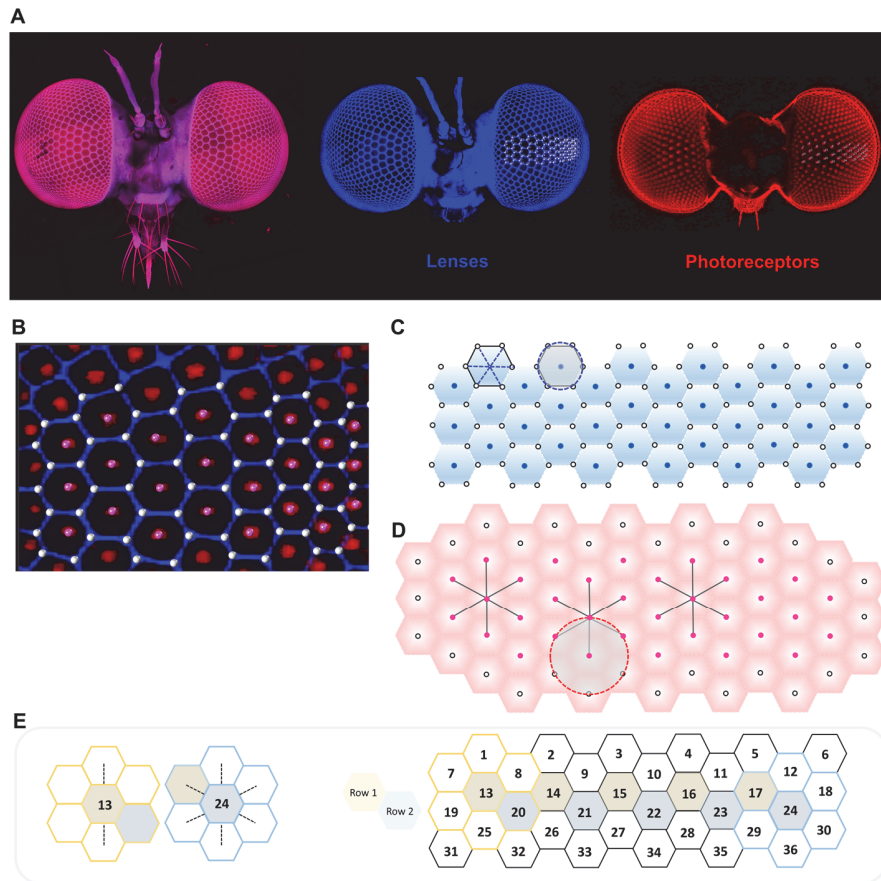 A
Lenses
Photoreceptors
B
C
D
E
13
24
Row 1
Row 2
1 2 3 4 5 6
7 8 9 10 11 12
13 14 15 16 17 18
19 20 21 22 23 24
25 26 27 28 29 30
31 32 33 34 35 36